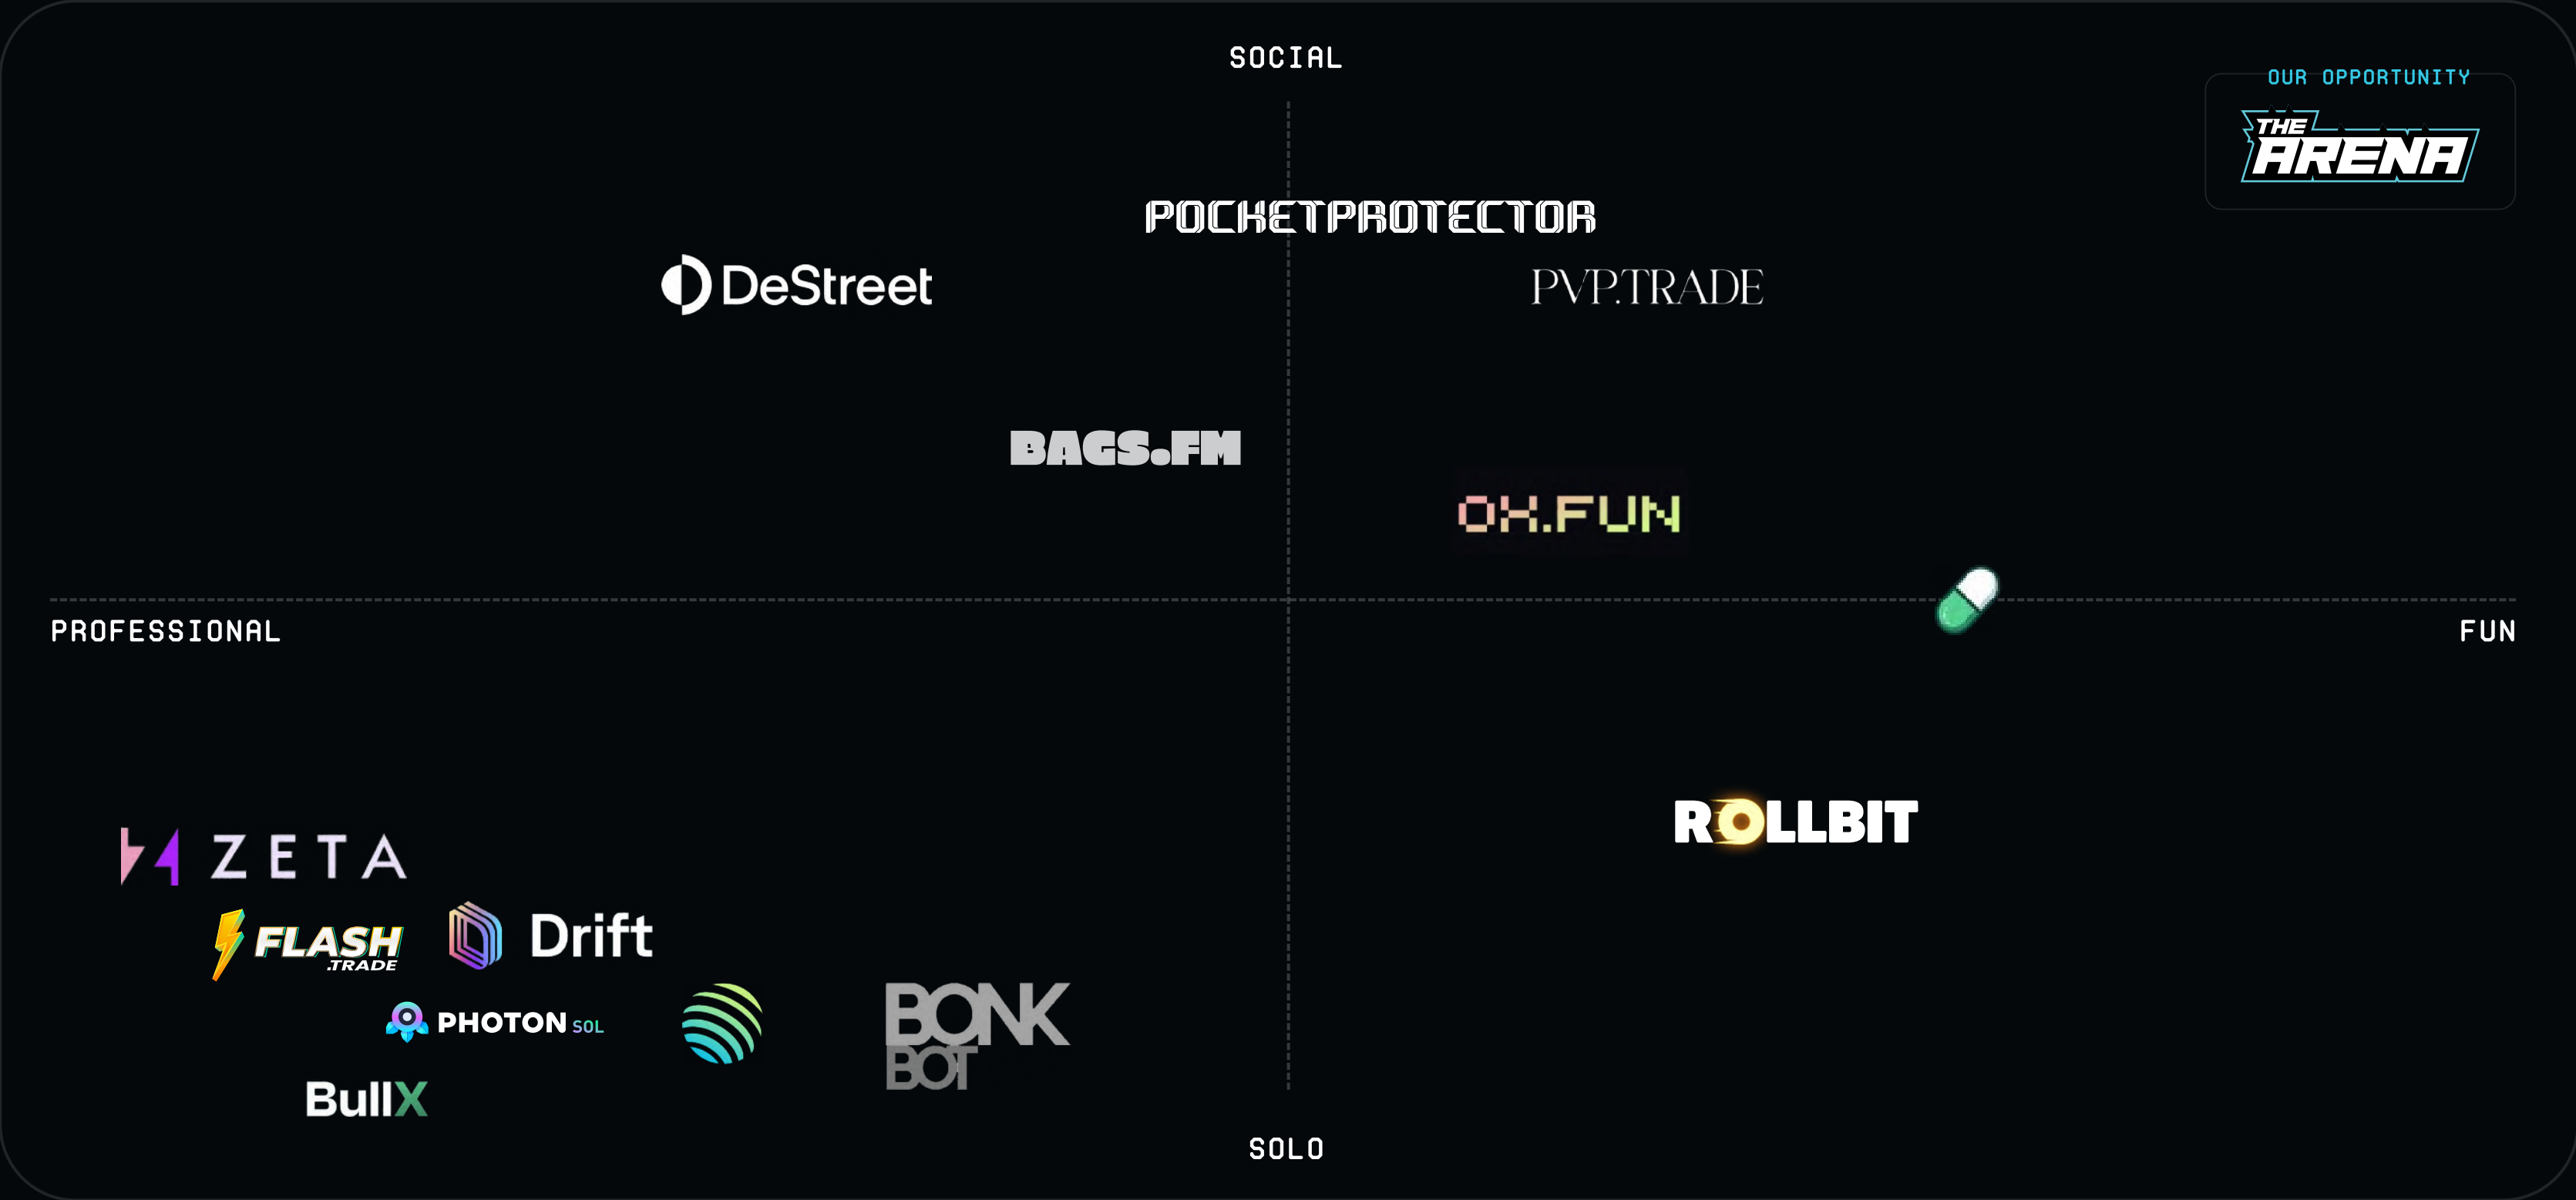 SOCIAL
OUR OPPORTUNITY
THE
ARENA
POCKETPROTECTOR
DeStreet
PVP.TRADE
BAGS.FM
OX.FUN
PROFESSIONAL
FUN
ROLLBIT
ZETA
FLASH
.TRADE
Drift
PHOTON SOL
BONK
BOT
BullX
SOLO